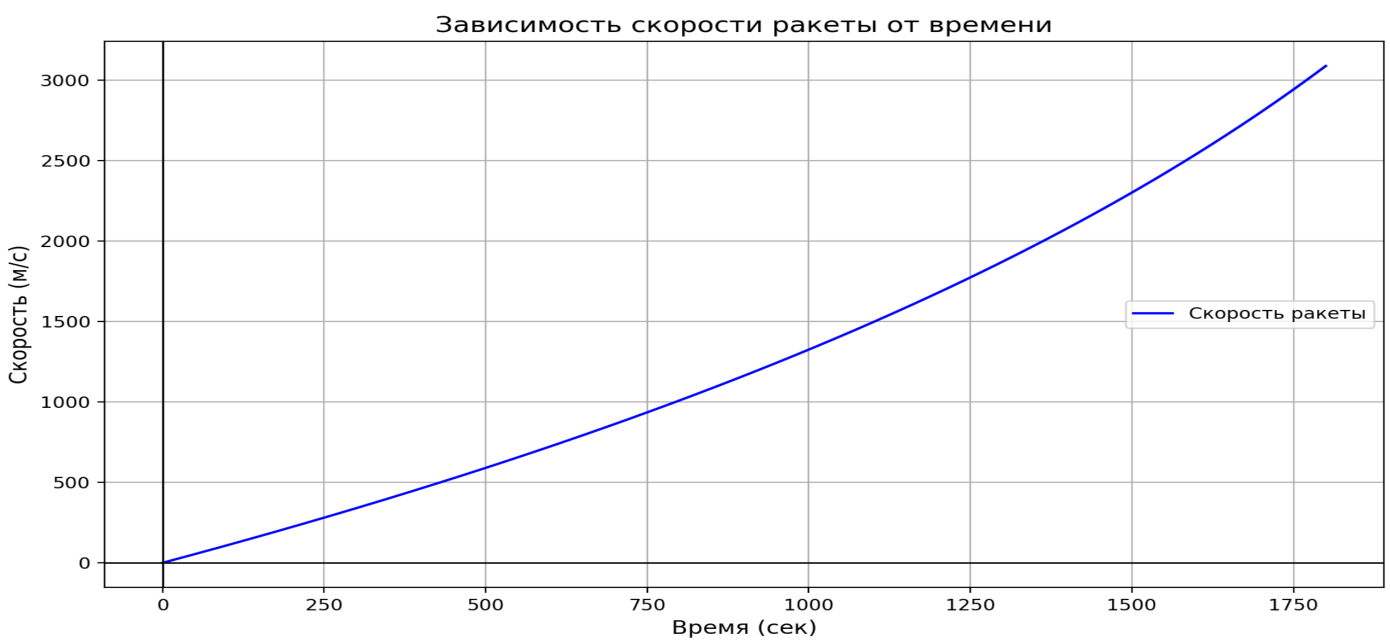 Зависимость скорости ракеты от времени
Скорость (м/с)
3000
2500
2000
1500
1000
500
0
Скорость ракеты
0 250 500 750 1000 1250 1500 1750
Время (сек)